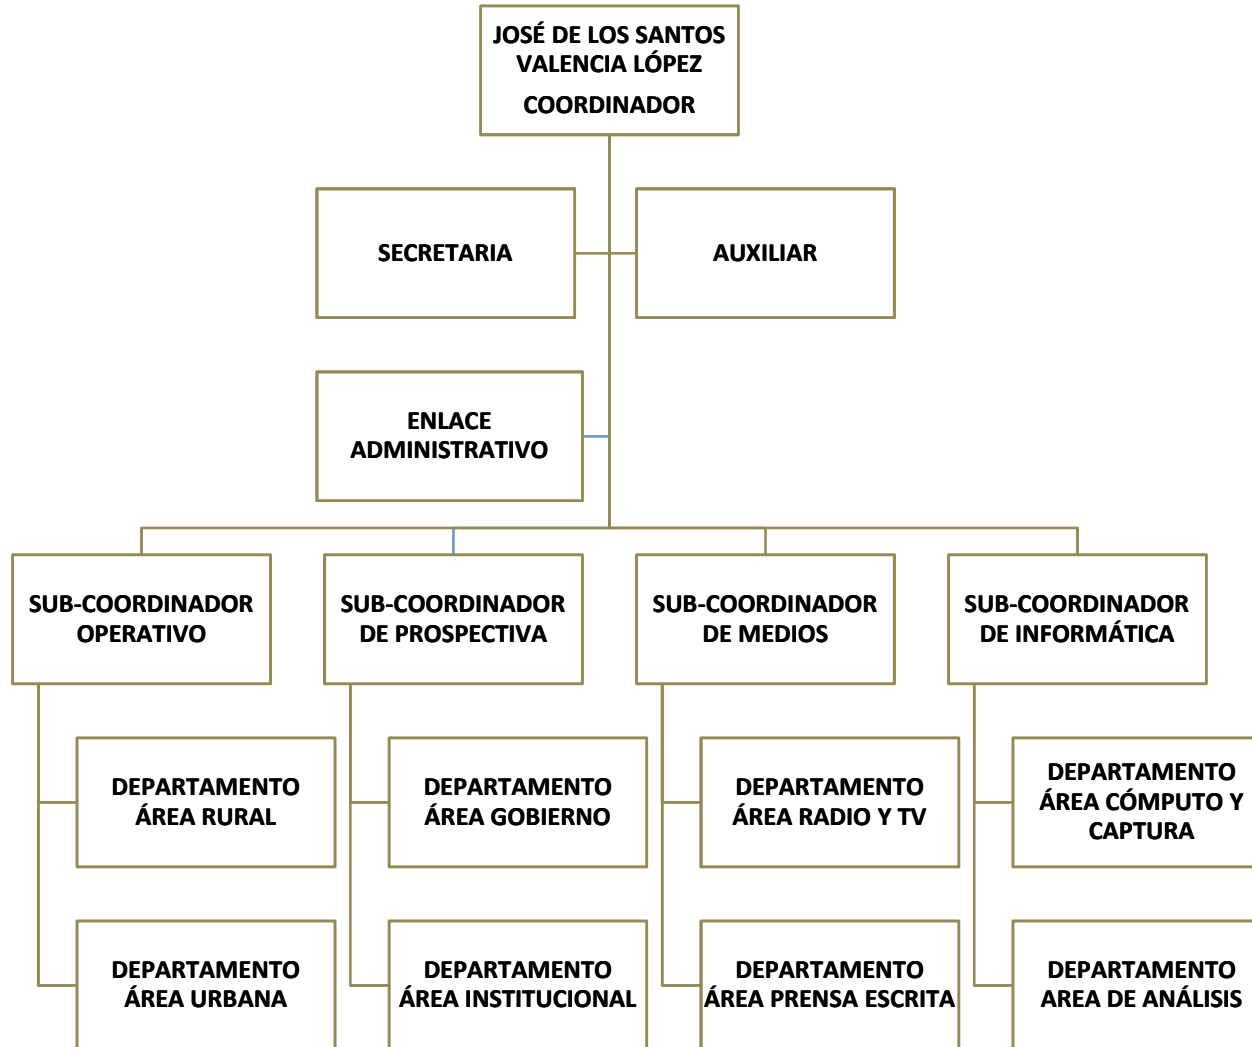 JOSÉ DE LOS SANTOS
VALENCIA LÓPEZ
COORDINADOR
SECRETARIA
AUXILIAR
ENLACE
ADMINISTRATIVO
SUB-COORDINADOR
OPERATIVO
SUB-COORDINADOR
DE PROSPECTIVA
SUB-COORDINADOR
DE MEDIOS
SUB-COORDINADOR
DE INFORMÁTICA
DEPARTAMENTO
ÁREA RURAL
DEPARTAMENTO
ÁREA GOBIERNO
DEPARTAMENTO
ÁREA RADIO Y TV
DEPARTAMENTO
ÁREA CÓMPUTO Y
CAPTURA
DEPARTAMENTO
ÁREA URBANA
DEPARTAMENTO
ÁREA INSTITUCIONAL
DEPARTAMENTO
ÁREA PRENSA ESCRITA
DEPARTAMENTO
AREA DE ANÁLISIS